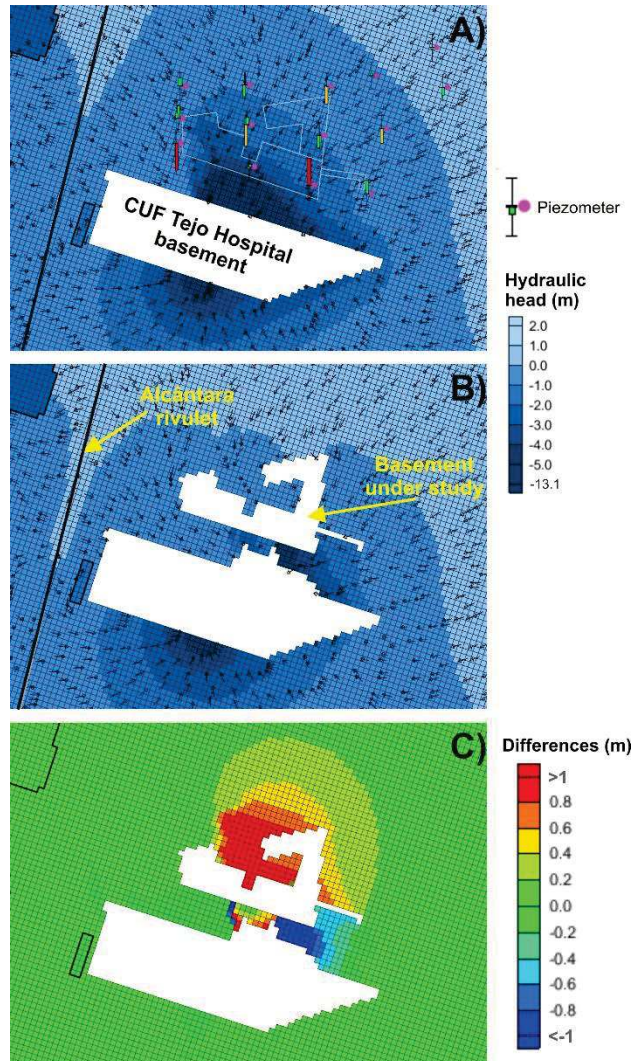 A)
CUF Tejo Hospital
basement
Piezometer
Hydraulic
head (m)
2.0
1.0
0.0
-1.0
-2.0
-3.0
-4.0
-5.0
-13.1
B)
Alcântara
rivulet
Basement
under study
C)
Differences (m)
>1
0.8
0.6
0.4
0.2
0.0
-0.2
-0.4
-0.6
-0.8
<-1